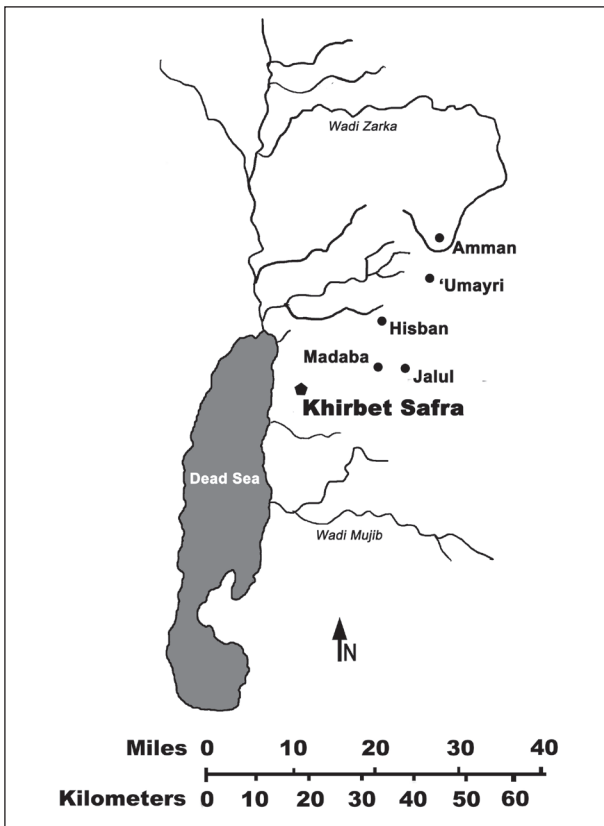 Wadi Zarka
Amman
‘Umayri
Hisban
Madaba
Jalul
Khirbet Safra
Dead Sea
Wadi Mujib
N
Miles 0 10 20 30 40
Kilometers 0 10 20 30 40 50 60